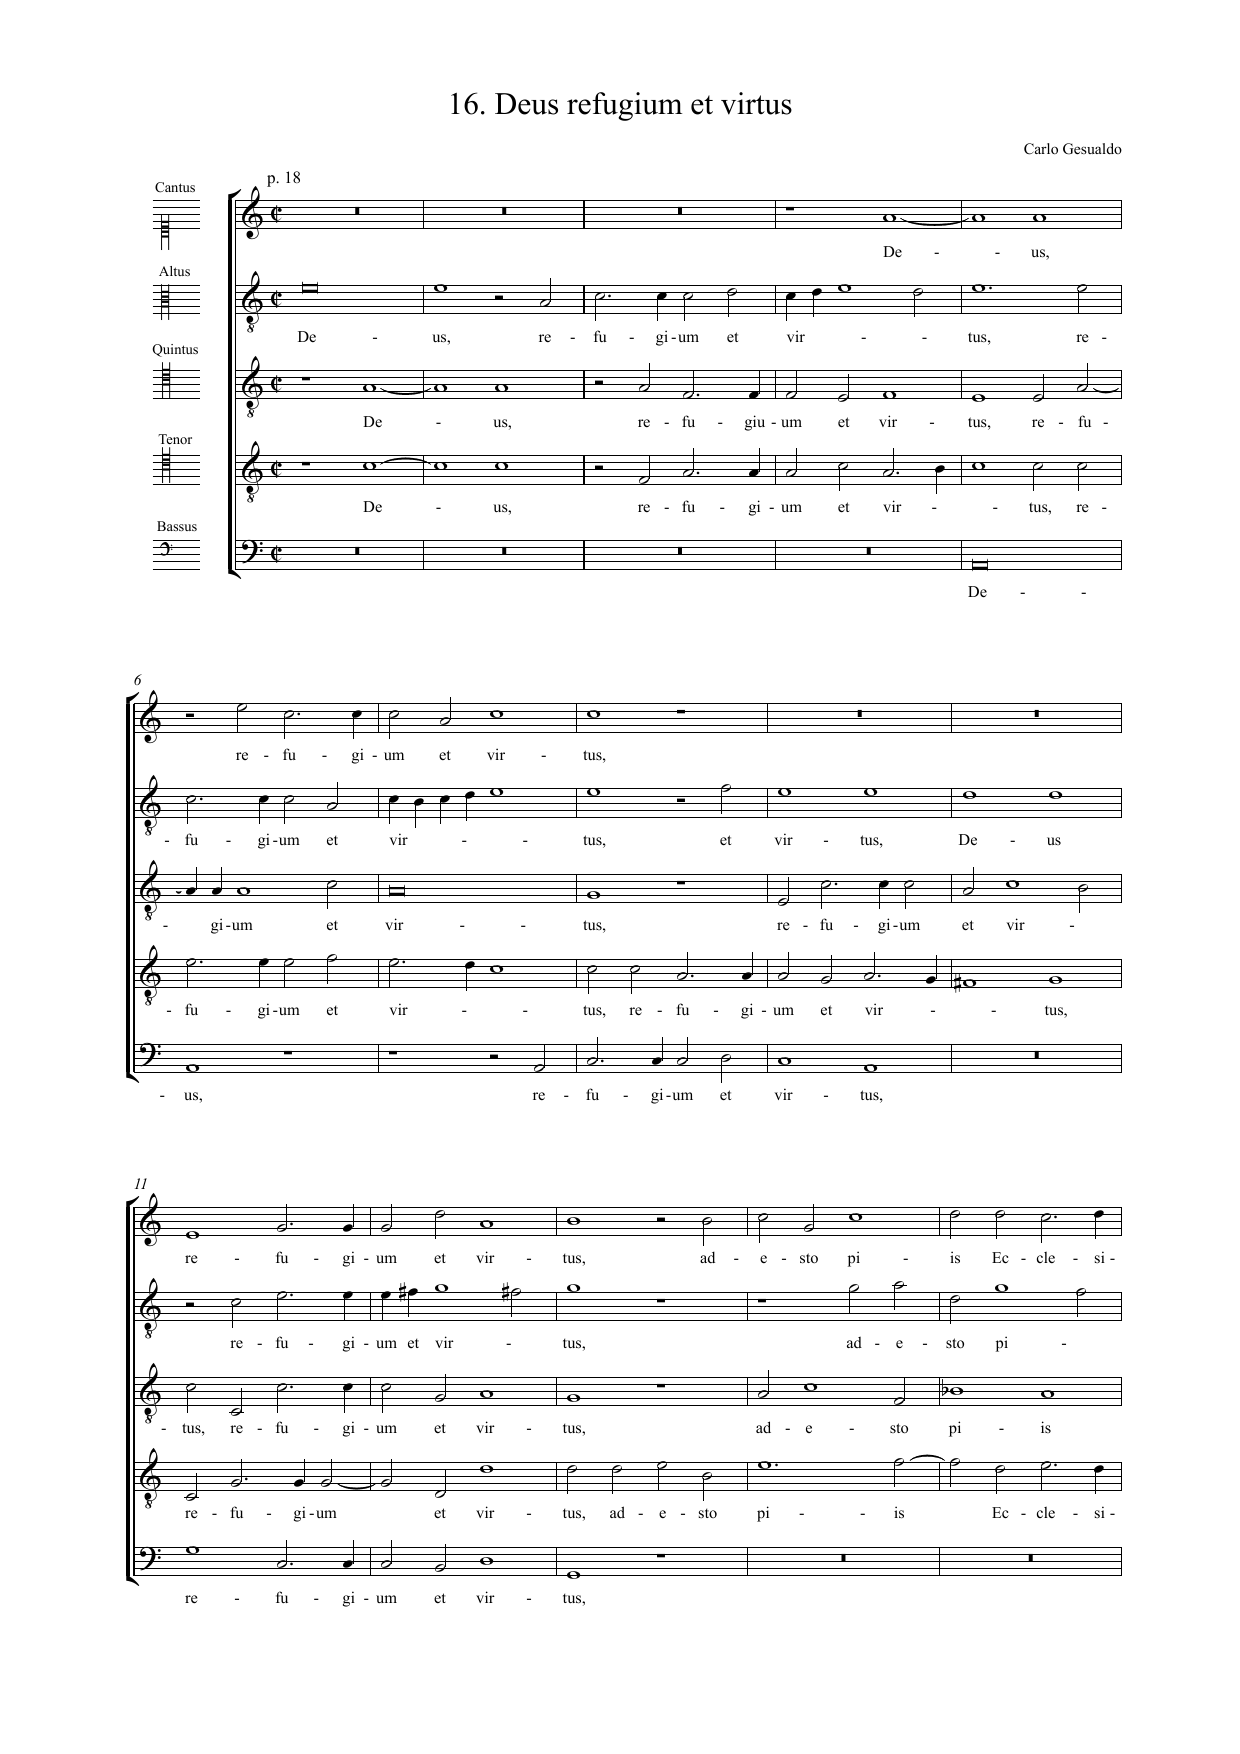 16. Deus refugium et virtus
Carlo Gesualdo
p. 18
Cantus
De - - us,
Altus
De - us, re - fu - gi - um et vir - - tus, re -
Quintus
De - us, re - fu - giu - um et vir - tus, re - fu -
Tenor
De - us, re - fu - gi - um et vir - - tus, re -
Bassus
De - -
6
re - fu - gi - um et vir - tus,
- fu - gi - um et vir - - - tus, et vir - tus, De - us
- gi - um et vir - - tus, re - fu - gi - um et vir -
- fu - gi - um et vir - - tus, re - fu - gi - um et vir - - - tus,
- us, re - fu - gi - um et vir - tus,
11
re - fu - gi - um et vir - tus, ad - e - sto pi - is Ec - cle - si -
re - fu - gi - um et vir - tus, ad - e - sto pi -
- tus, re - fu - gi - um et vir - tus, ad - e - sto pi - is
re - fu - gi - um et vir - tus, ad - e - sto pi - - is Ec - cle - si -
re - fu - gi - um et vir - tus,